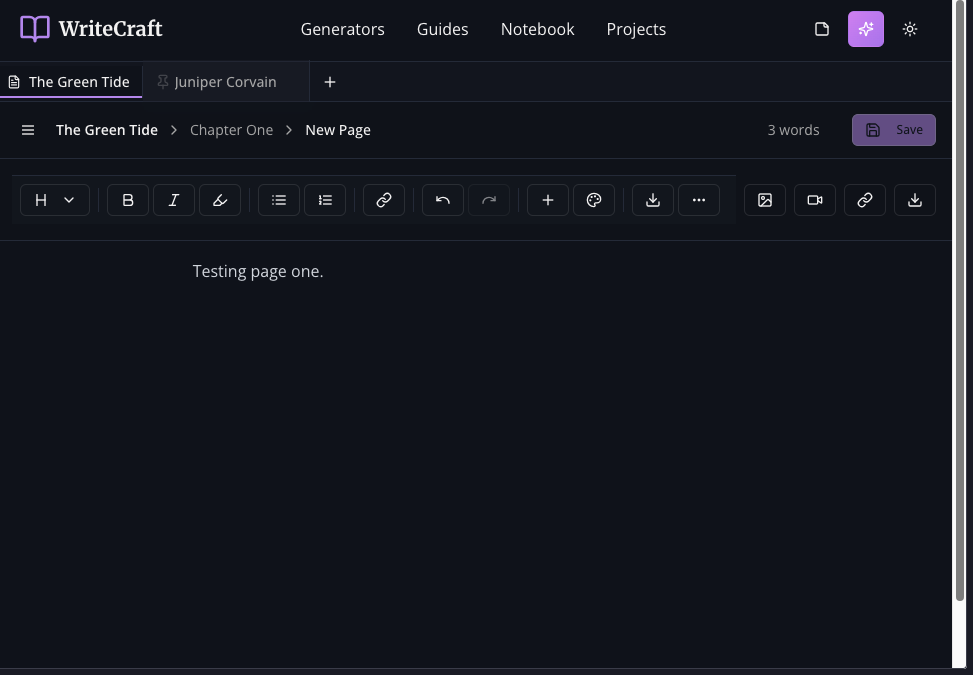 WriteCraft Generators Guides Notebook Projects
The Green Tide Juniper Corvain +
The Green Tide > Chapter One > New Page 3 words Save
H B I
Testing page one.